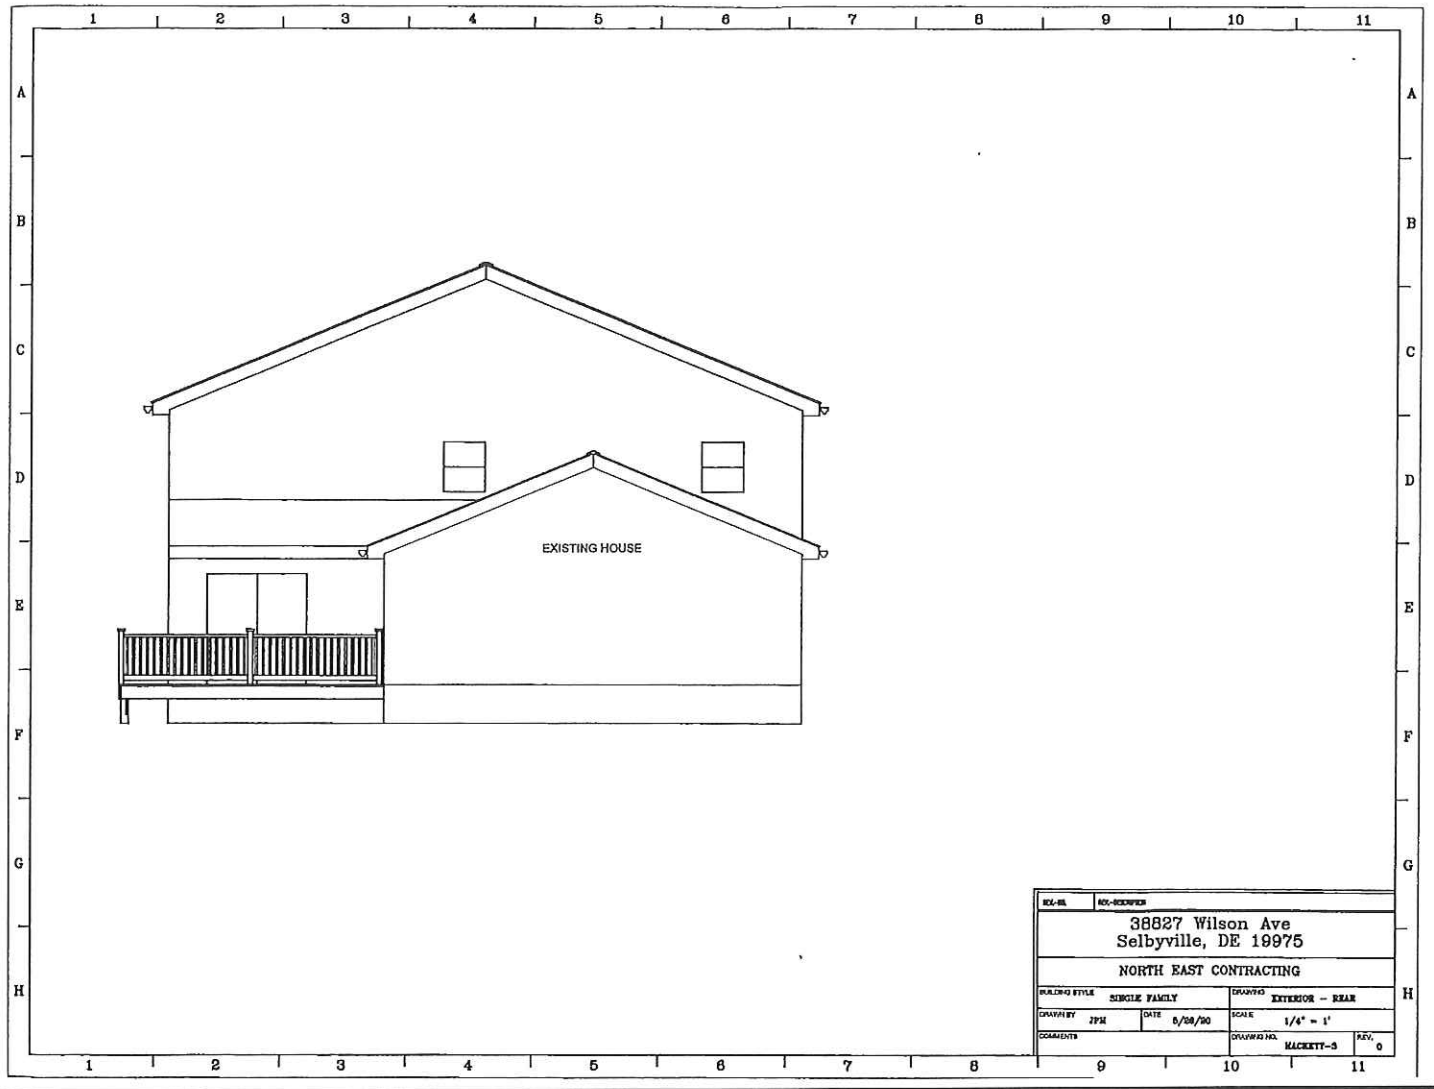 1 2 3 4 5 6 7 8 9 10 11
A A
B B
C C
D D
EXISTING HOUSE
E E
F F
G G
H H
38827 Wilson Ave
Selbyville, DE 19975
NORTH EAST CONTRACTING
BUILDING STYLE SINGLE FAMILY DRAWING EXTERIOR - REAR
DRAWN BY JPM DATE SCALE 1/4" = 1'
COMMENTS DRAWING NO. HACKETT-3 REV. 0
1 2 3 4 5 6 7 8 9 10 11